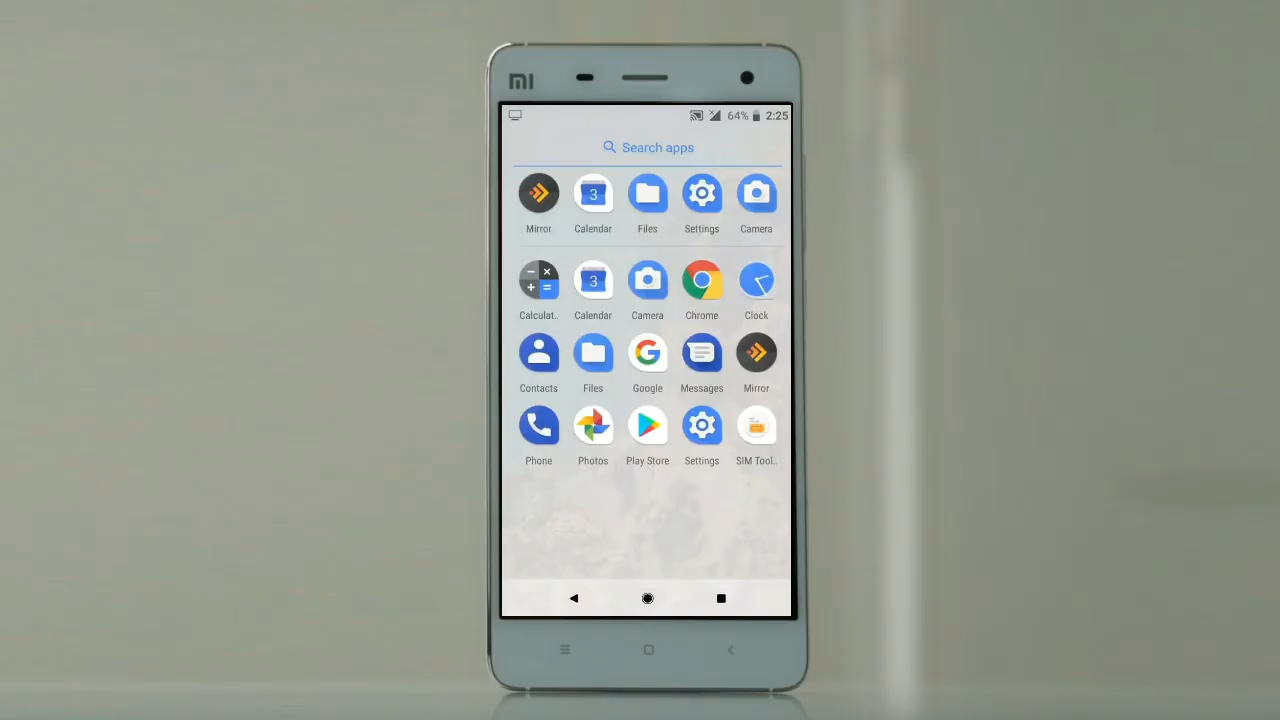 MI
64% 2:25
Search apps
3
Mirror Calendar Files Settings Camera
3
Calculat.. Calendar Camera Chrome Clock
G
Contacts Files Google Messages Mirror
Phone Photos Play Store Settings SIM Tool..